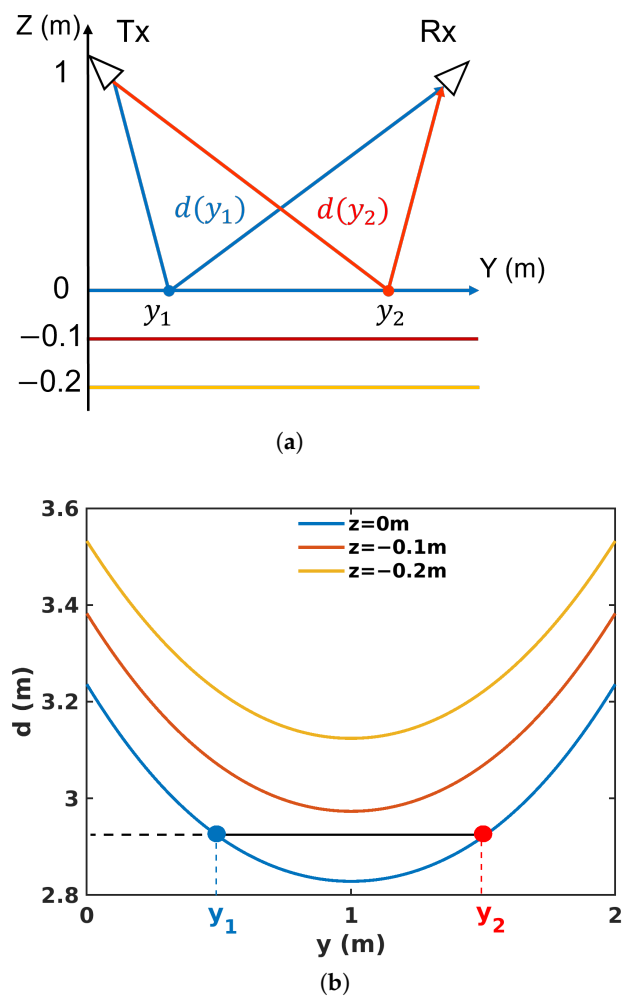 Z (m)
Tx
Rx
1
d(y₁)
d(y₂)
Y (m)
0
y₁
y₂
−0.1
−0.2
(a)
3.6
z=0m
z=−0.1m
z=−0.2m
3.4
3.2
3
2.8
d (m)
0
y₁
1
y₂
2
y (m)
(b)